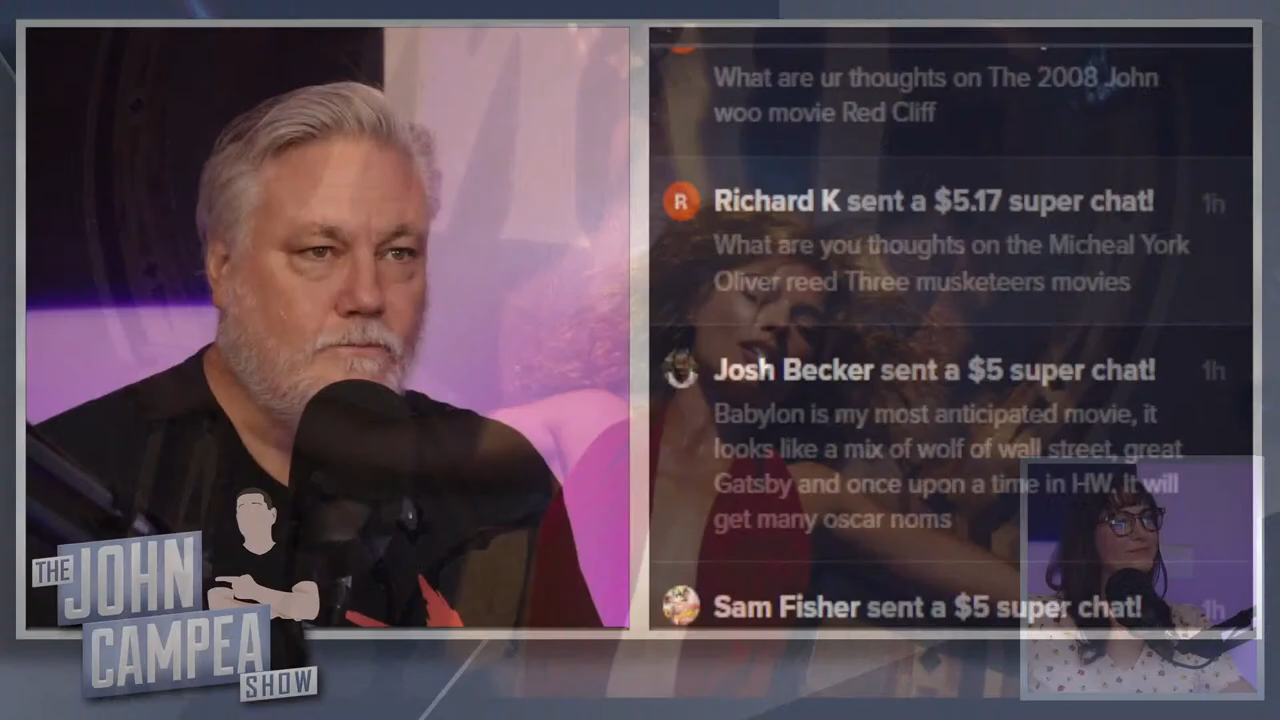 What are ur thoughts on The 2008 John
woo movie Red Cliff
R
Richard K sent a $5.17 super chat!
1h
What are you thoughts on the Micheal York
Oliver reed Three musketeers movies
Josh Becker sent a $5 super chat!
1h
Babylon is my most anticipated movie, it
looks like a mix of wolf of wall street, great
Gatsby and once upon a time in HW. It will
get many oscar noms
Sam Fisher sent a $5 super chat!
1h
THE
JOHN
CAMPEA
SHOW